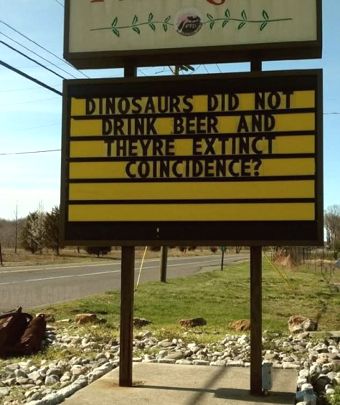 DINOSAURS DID NOT
DRINK BEER AND
THEYRE EXTINCT
COINCIDENCE?